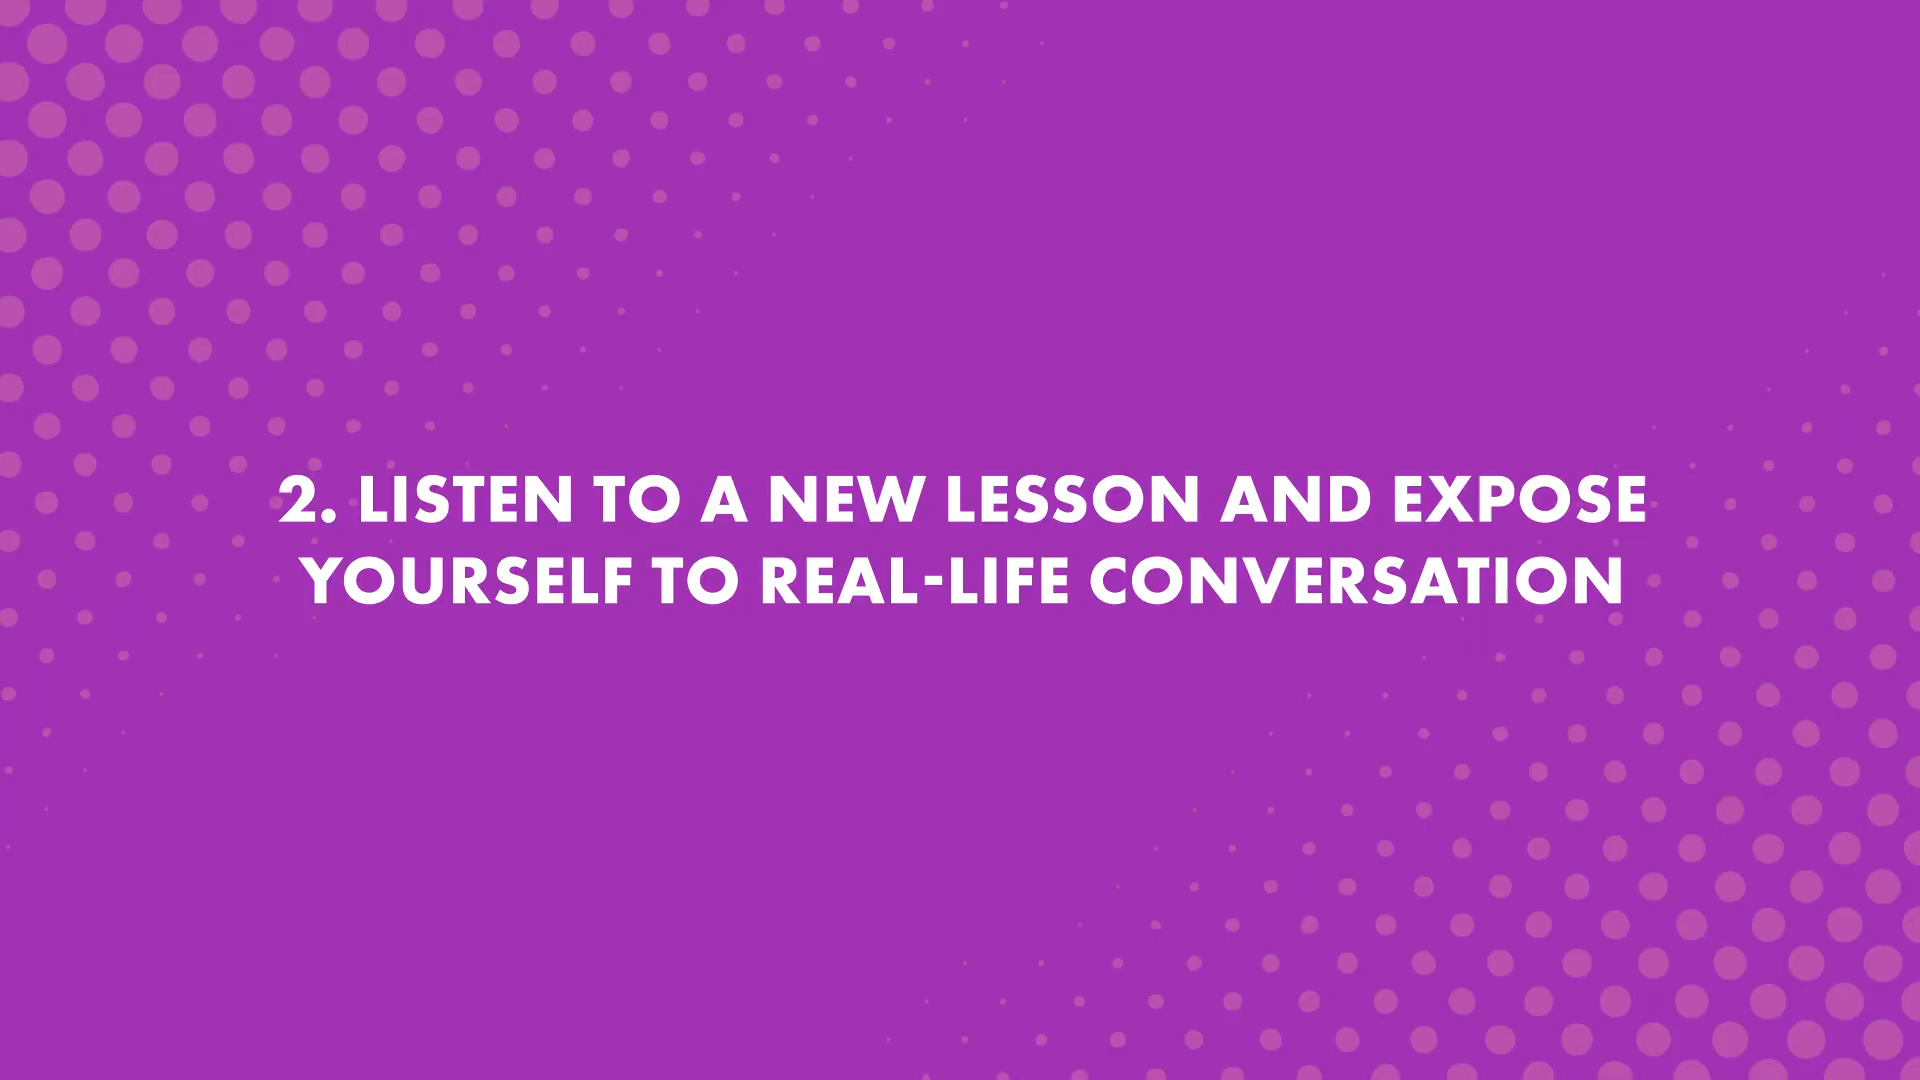 2. LISTEN TO A NEW LESSON AND EXPOSE
YOURSELF TO REAL-LIFE CONVERSATION